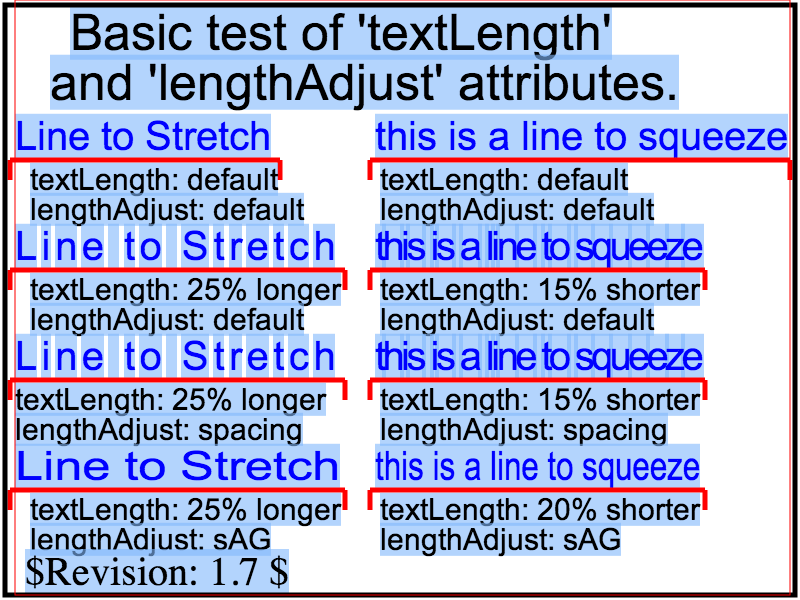 Basic test of 'textLength'
and 'lengthAdjust' attributes.
Line to Stretch
textLength: default
lengthAdjust: default
this is a line to squeeze
textLength: default
lengthAdjust: default
Line to Stretch
textLength: 25% longer
lengthAdjust: default
this is a line to squeeze
textLength: 15% shorter
lengthAdjust: default
Line to Stretch
textLength: 25% longer
lengthAdjust: spacing
this is a line to squeeze
textLength: 15% shorter
lengthAdjust: spacing
Line to Stretch
textLength: 25% longer
lengthAdjust: sAG
this is a line to squeeze
textLength: 20% shorter
lengthAdjust: sAG
$Revision: 1.7 $